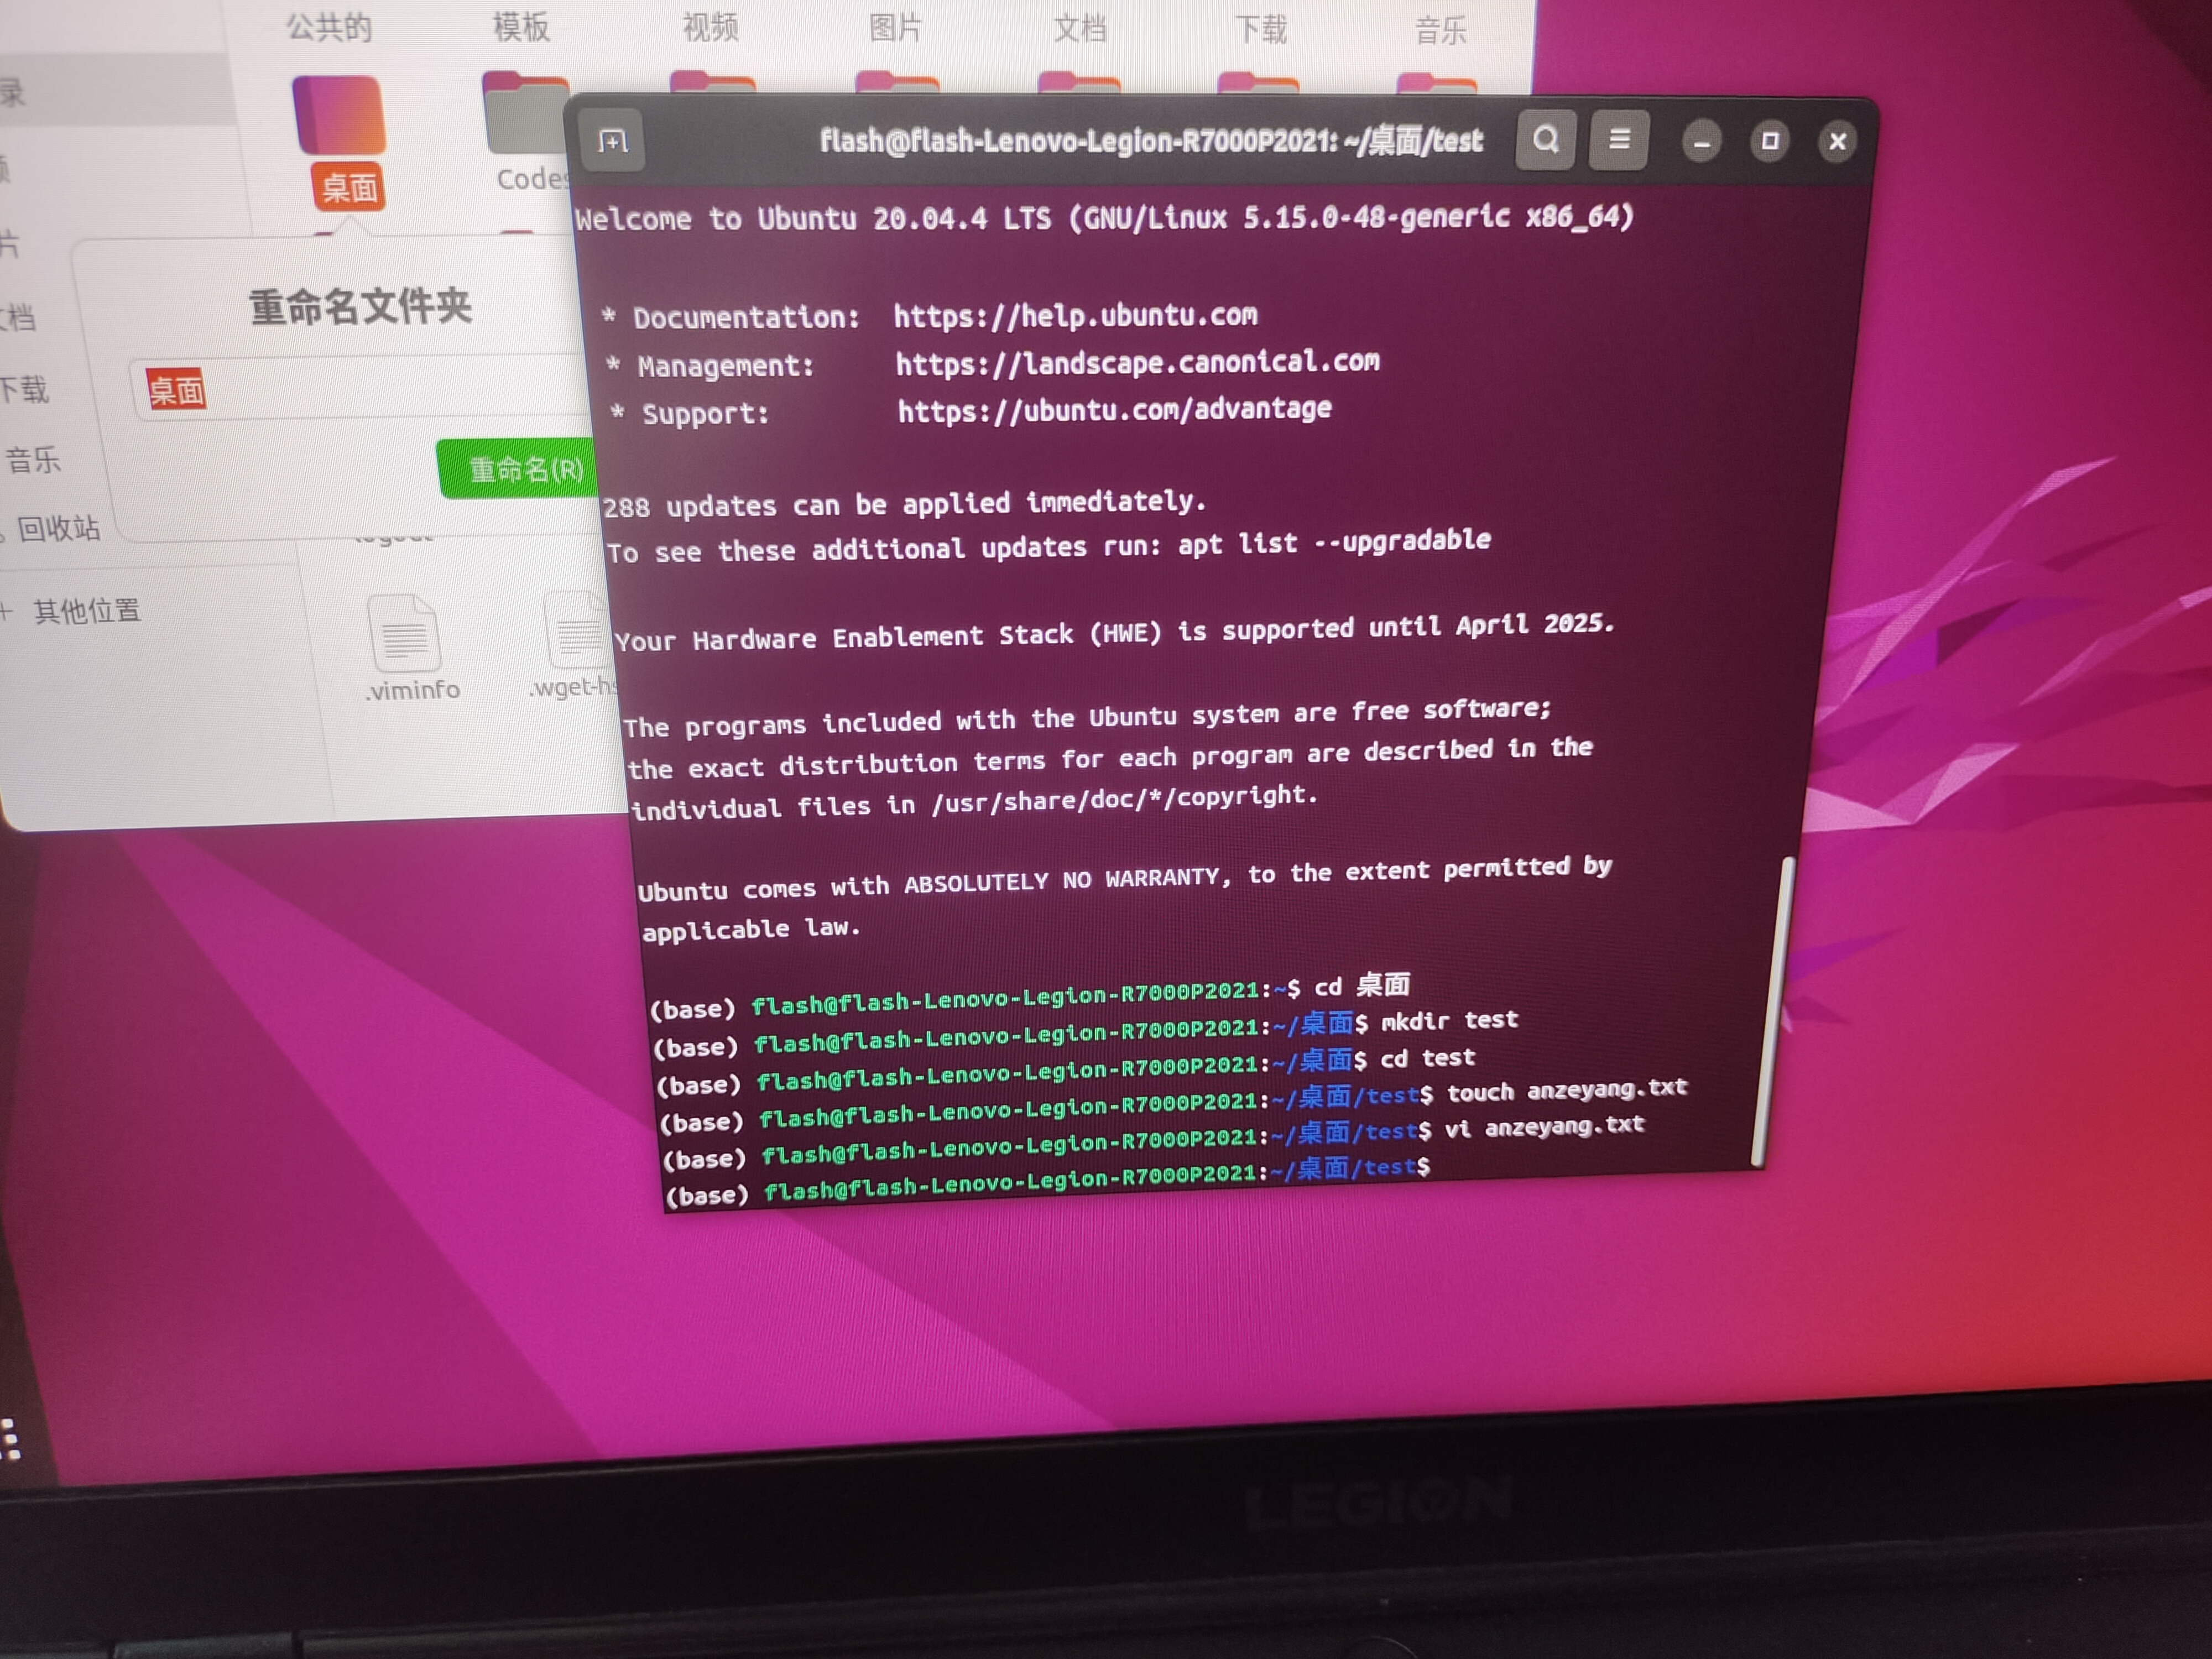 公共的
模板
视频
图片
文档
下载
音乐
录
桌面
Codes
片
重命名文件夹
文档
桌面
下载
重命名(R)
音乐
回收站
其他位置
.viminfo
flash@flash-Lenovo-Legion-R7000P2021: ~/桌面/test
Welcome to Ubuntu 20.04.4 LTS (GNU/Linux 5.15.0-48-generic x86_64)
* Documentation: https://help.ubuntu.com
* Management: https://landscape.canonical.com
* Support: https://ubuntu.com/advantage
288 updates can be applied immediately.
To see these additional updates run: apt list --upgradable
Your Hardware Enablement Stack (HWE) is supported until April 2025.
The programs included with the Ubuntu system are free software;
the exact distribution terms for each program are described in the
individual files in /usr/share/doc/*/copyright.
Ubuntu comes with ABSOLUTELY NO WARRANTY, to the extent permitted by
applicable law.
(base) flash@flash-Lenovo-Legion-R7000P2021:~$ cd 桌面
(base) flash@flash-Lenovo-Legion-R7000P2021:~/桌面$ mkdir test
(base) flash@flash-Lenovo-Legion-R7000P2021:~/桌面$ cd test
(base) flash@flash-Lenovo-Legion-R7000P2021:~/桌面/test$ touch anzeyang.txt
(base) flash@flash-Lenovo-Legion-R7000P2021:~/桌面/test$ vi anzeyang.txt
(base) flash@flash-Lenovo-Legion-R7000P2021:~/桌面/test$
LEGION